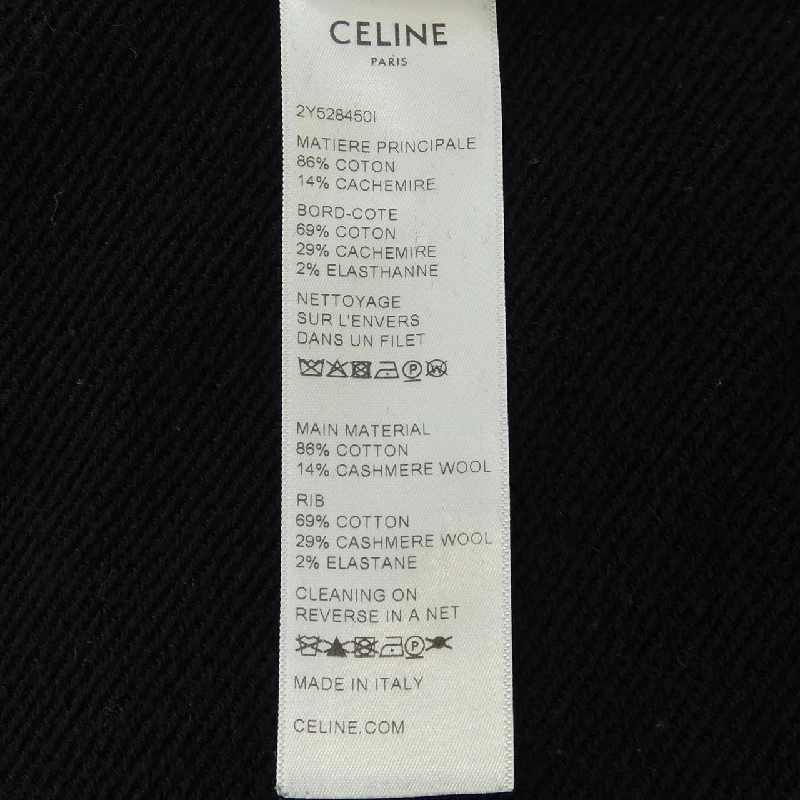 CELINE
PARIS
2Y528450I
MATIERE PRINCIPALE
86% COTON
14% CACHEMIRE
BORD-COTE
69% COTON
29% CACHEMIRE
2% ELASTHANNE
NETTOYAGE
SUR L'ENVERS
DANS UN FILET
P W
MAIN MATERIAL
86% COTTON
14% CASHMERE WOOL
RIB
69% COTTON
29% CASHMERE WOOL
2% ELASTANE
CLEANING ON
REVERSE IN A NET
P
MADE IN ITALY
CELINE.COM